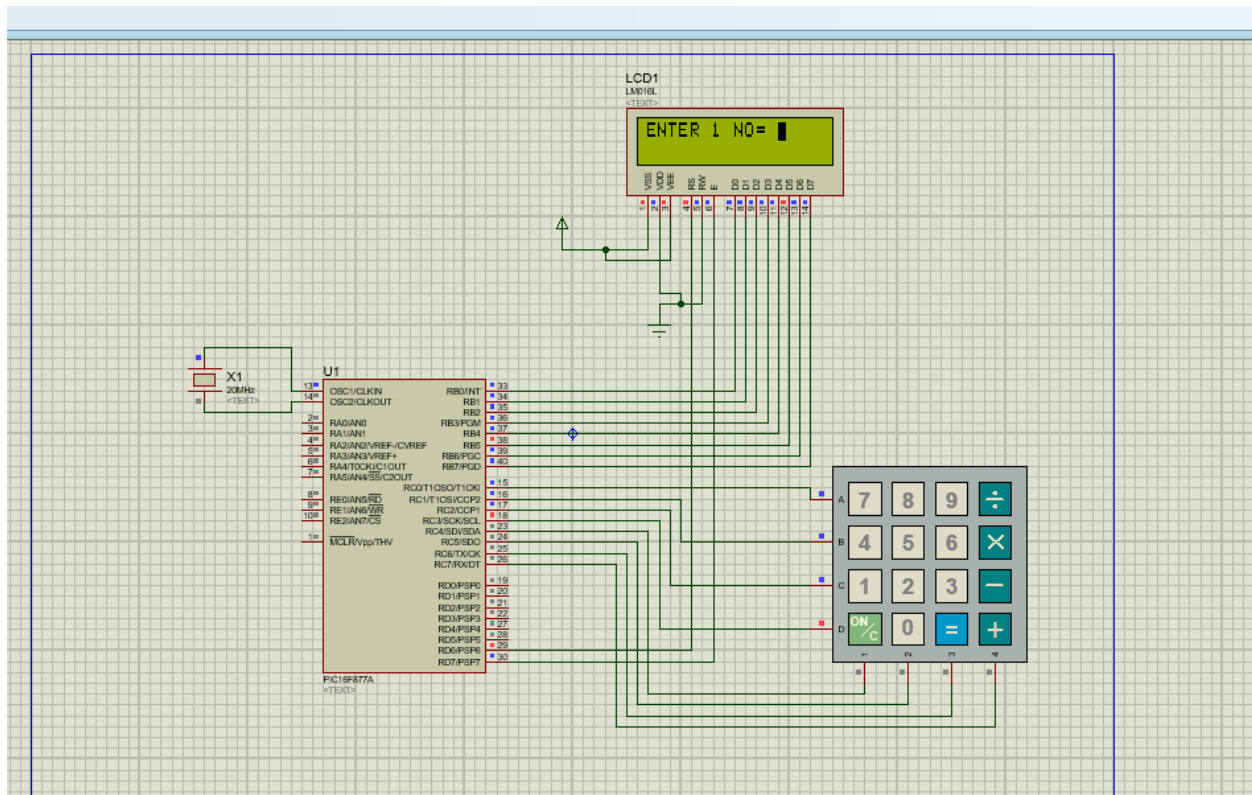 LCD1
LM016L
<TEXT>
ENTER 1 NO=
VSS VDD VEE RS RW E D0 D1 D2 D3 D4 D5 D6 D7
1 2 3 4 5 6 7 8 9 10 11 12 13 14
X1
20MHz
<TEXT>
U1
13 OSC1/CLKIN RB0/INT 33
14 OSC2/CLKOUT RB1 34
RB2 35
2 RA0/AN0 RB3/PGM 36
3 RA1/AN1 RB4 37
4 RA2/AN2/VREF-/CVREF RB5 38
5 RA3/AN3/VREF+ RB6/PGC 39
6 RA4/T0CKI/C1OUT RB7/PGD 40
7 RA5/AN4/SS/C2OUT
RC0/T1OSO/T1CKI 15
8 RE0/AN5/RD RC1/T1OSI/CCP2 16
9 RE1/AN6/WR RC2/CCP1 17
10 RE2/AN7/CS RC3/SCK/SCL 18
RC4/SDI/SDA 23
1 MCLR/Vpp/THV RC5/SDO 24
RC6/TX/CK 25
RC7/RX/DT 26
RD0/PSP0 19
RD1/PSP1 20
RD2/PSP2 21
RD3/PSP3 22
RD4/PSP4 27
RD5/PSP5 28
RD6/PSP6 29
RD7/PSP7 30
PIC16F877A
<TEXT>
A 7 8 9 ÷
B 4 5 6 ×
C 1 2 3 −
D ON/C 0 = +
1 2 3 4